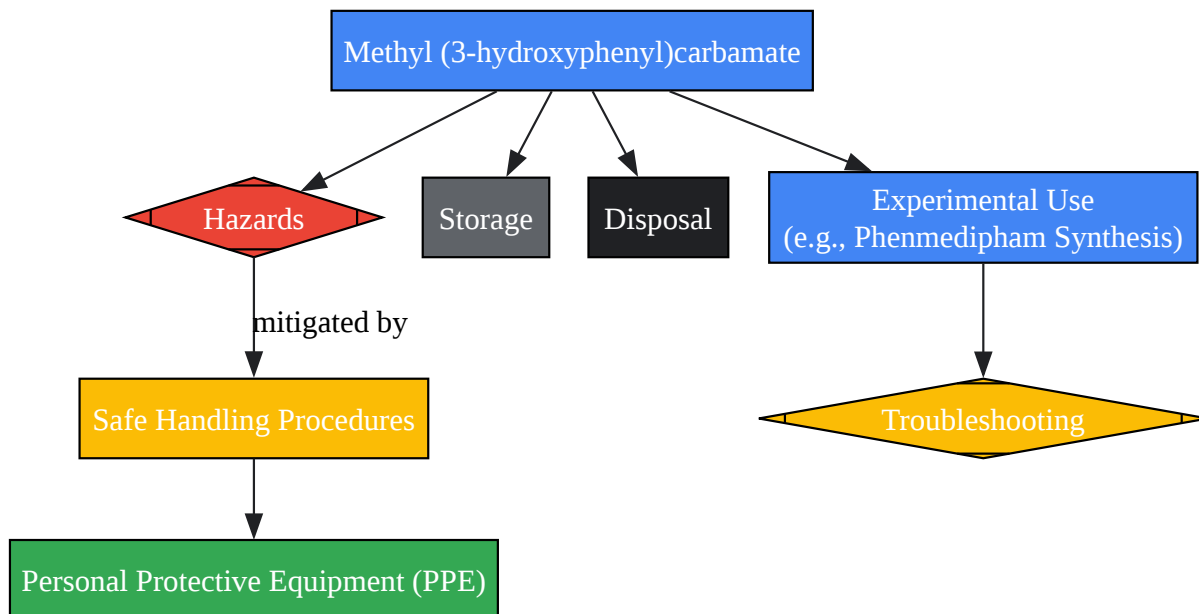 Methyl (3-hydroxyphenyl)carbamate
Hazards
Storage
Disposal
Experimental Use
(e.g., Phenmedipham Synthesis)
mitigated by
Safe Handling Procedures
Troubleshooting
Personal Protective Equipment (PPE)